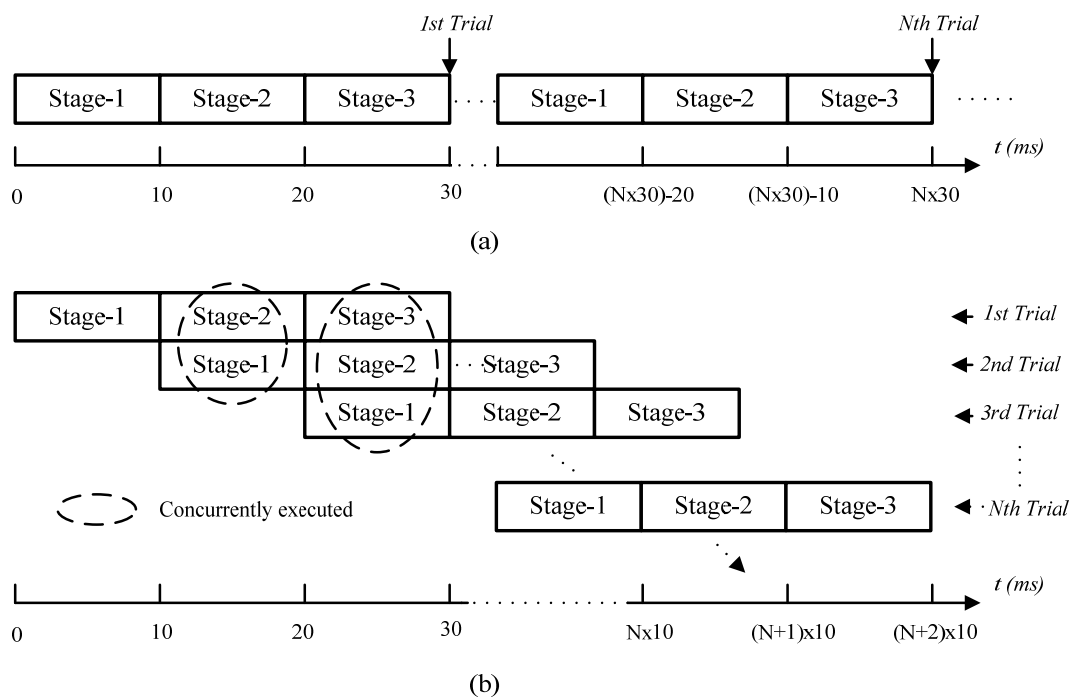 1st Trial Nth Trial
Stage-1 Stage-2 Stage-3 Stage-1 Stage-2 Stage-3
t (ms)
0 10 20 30 (Nx30)-20 (Nx30)-10 Nx30
(a)
Stage-1 Stage-2 Stage-3 1st Trial
Stage-1 Stage-2 Stage-3 2nd Trial
Stage-1 Stage-2 Stage-3 3rd Trial
Stage-1 Stage-2 Stage-3 Nth Trial
Concurrently executed
t (ms)
0 10 20 30 Nx10 (N+1)x10 (N+2)x10
(b)